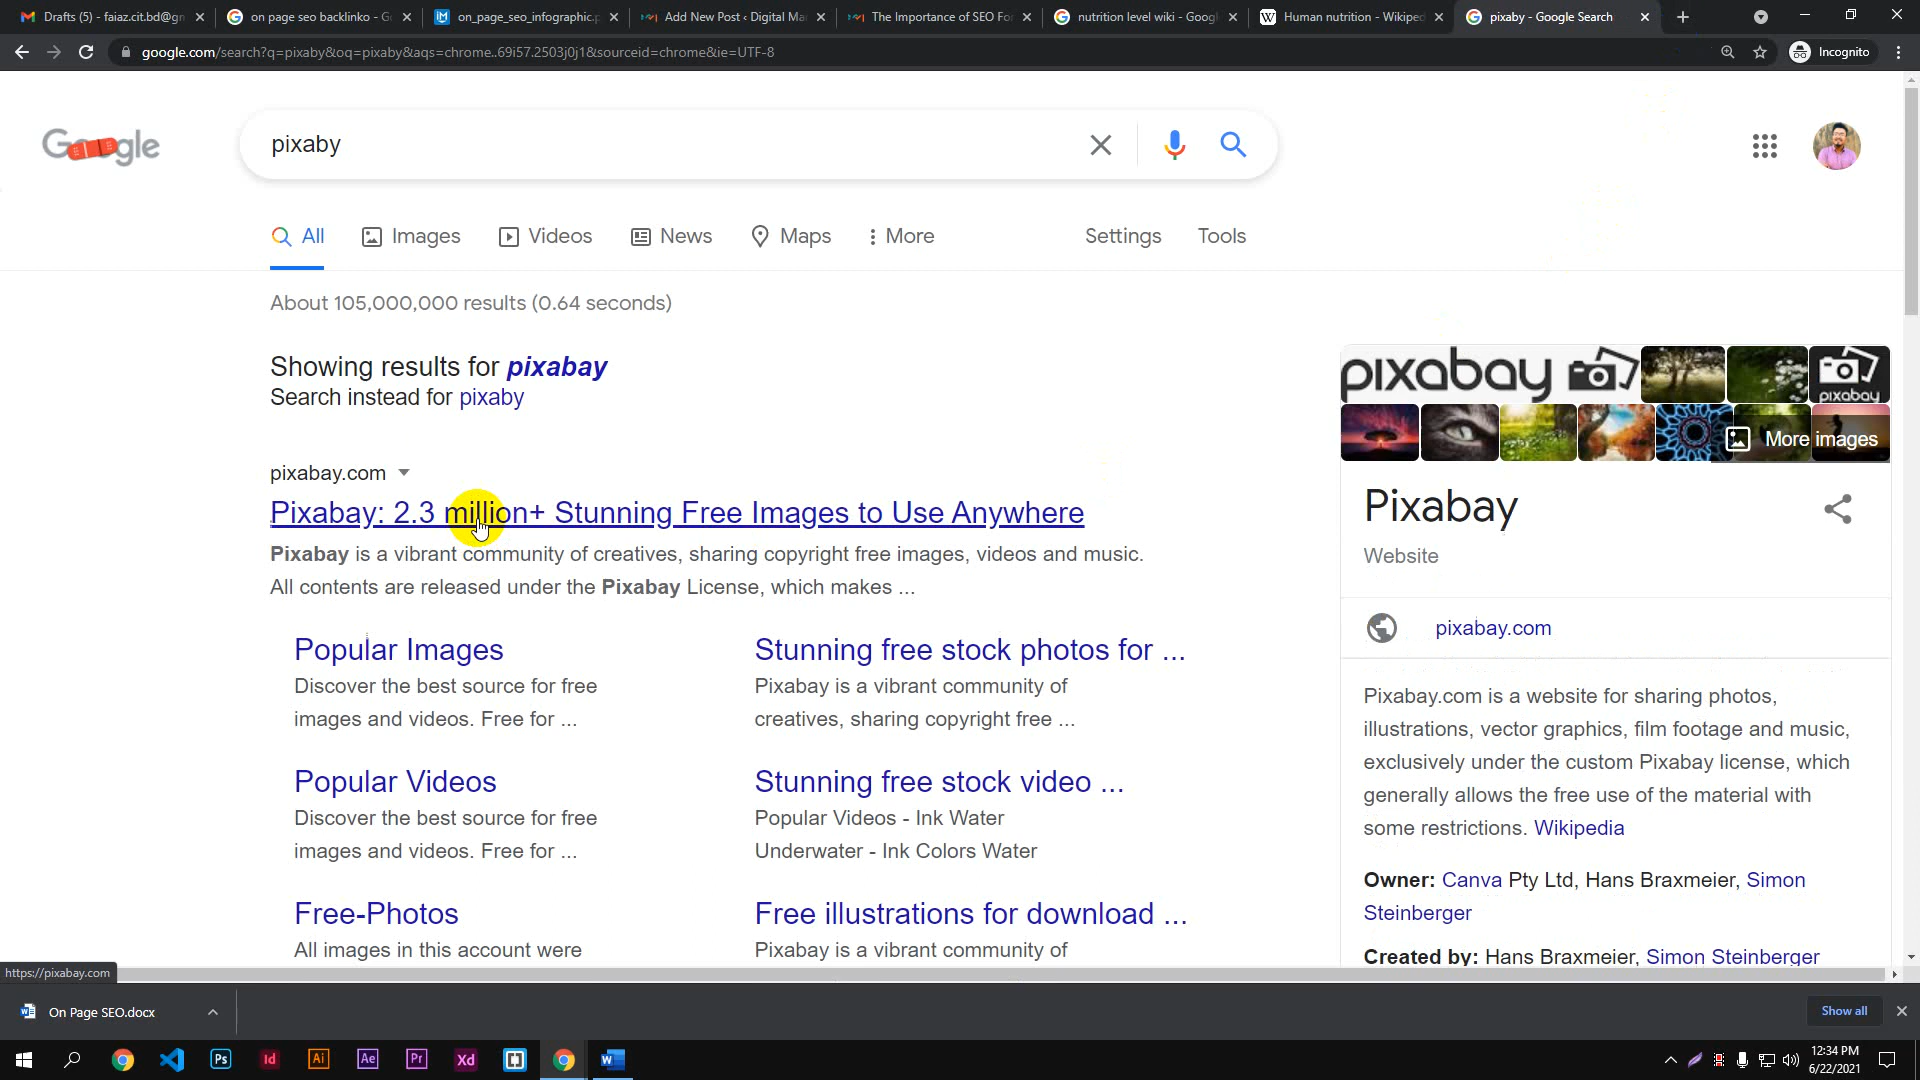 Drafts (5) - faiaz.cit.bd@gm
on page seo backlinko - G
on_page_seo_infographic.p
Add New Post ‹ Digital Ma
The Importance of SEO Fo
nutrition level wiki - Googl
Human nutrition - Wikiped
pixaby - Google Search
google.com/search?q=pixaby&oq=pixaby&aqs=chrome..69i57.2503j0j1&sourceid=chrome&ie=UTF-8
Incognito
Google
pixaby
All
Images
Videos
News
Maps
More
Settings
Tools
About 105,000,000 results (0.64 seconds)
Showing results for pixabay
Search instead for pixaby
pixabay.com
Pixabay: 2.3 million+ Stunning Free Images to Use Anywhere
Pixabay is a vibrant community of creatives, sharing copyright free images, videos and music.
All contents are released under the Pixabay License, which makes ...
Popular Images
Discover the best source for free
images and videos. Free for ...
Stunning free stock photos for ...
Pixabay is a vibrant community of
creatives, sharing copyright free ...
Popular Videos
Discover the best source for free
images and videos. Free for ...
Stunning free stock video ...
Popular Videos - Ink Water
Underwater - Ink Colors Water
Free-Photos
All images in this account were
Free illustrations for download ...
Pixabay is a vibrant community of
pixabay
pixabay
More images
Pixabay
Website
pixabay.com
Pixabay.com is a website for sharing photos,
illustrations, vector graphics, film footage and music,
exclusively under the custom Pixabay license, which
generally allows the free use of the material with
some restrictions. Wikipedia
Owner: Canva Pty Ltd, Hans Braxmeier, Simon
Steinberger
Created by: Hans Braxmeier, Simon Steinberger
https://pixabay.com
On Page SEO.docx
Show all
Ps
Id
Ai
Ae
Pr
Xd
12:34 PM
6/22/2021